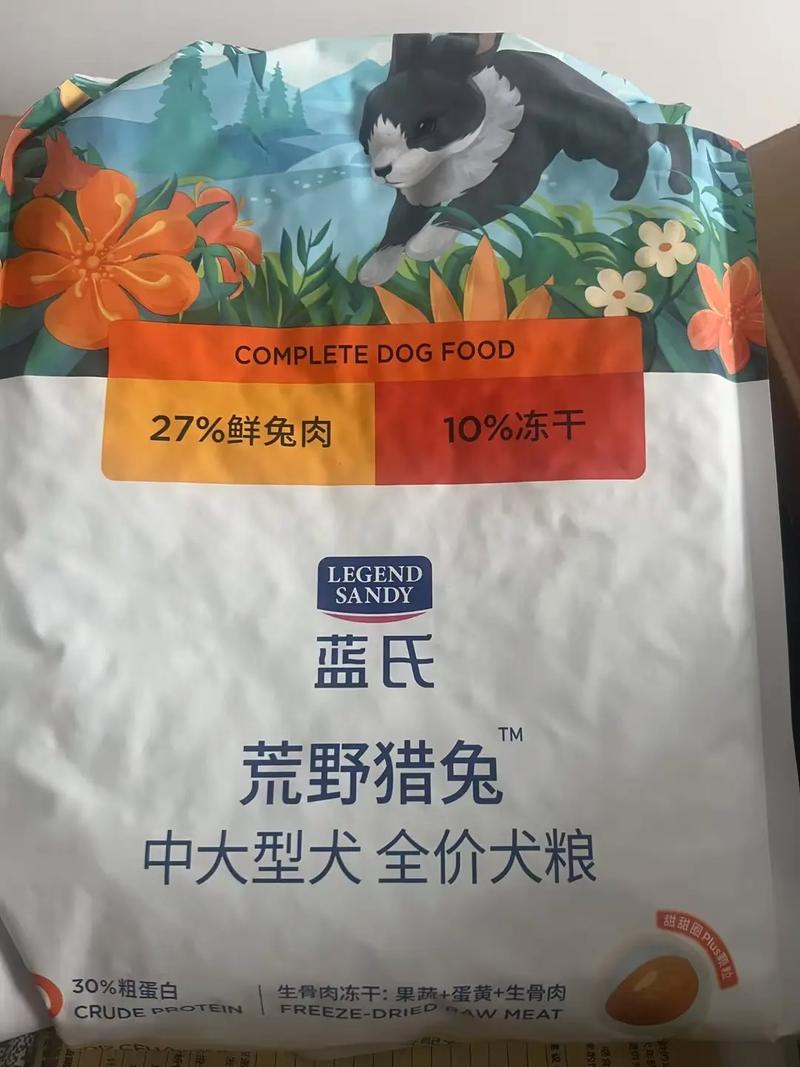 COMPLETE DOG FOOD
27%鲜兔肉
10%冻干
LEGEND
SANDY
蓝氏
荒野猎兔™
中大型犬 全价犬粮
甜甜圈Plus颗粒
30%粗蛋白
CRUDE PROTEIN
生骨肉冻干: 果蔬+蛋黄+生骨肉
FREEZE-DRIED RAW MEAT